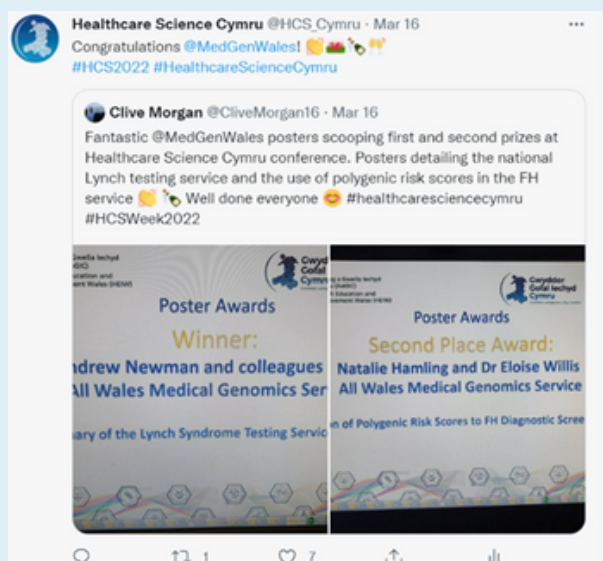 Healthcare Science Cymru @HCS_Cymru · Mar 16
Congratulations @MedGenWales! 👏🏴󠁧󠁢󠁷󠁬󠁳󠁿🍾🥂
#HCS2022 #HealthcareScienceCymru
Clive Morgan @CliveMorgan16 · Mar 16
Fantastic @MedGenWales posters scooping first and second prizes at
Healthcare Science Cymru conference. Posters detailing the national
Lynch testing service and the use of polygenic risk scores in the FH
service 👏 🍾 Well done everyone 😊 #healthcaresciencecymru
#HCSWeek2022
Poster Awards
Winner:
ndrew Newman and colleagues
All Wales Medical Genomics Ser
ary of the Lynch Syndrome Testing Servic
Gwyddor
Gofal Iechyd
Cymru
Poster Awards
Second Place Award:
Natalie Hamling and Dr Eloise Willis
All Wales Medical Genomics Service
n of Polygenic Risk Scores to FH Diagnostic Scree
1
7